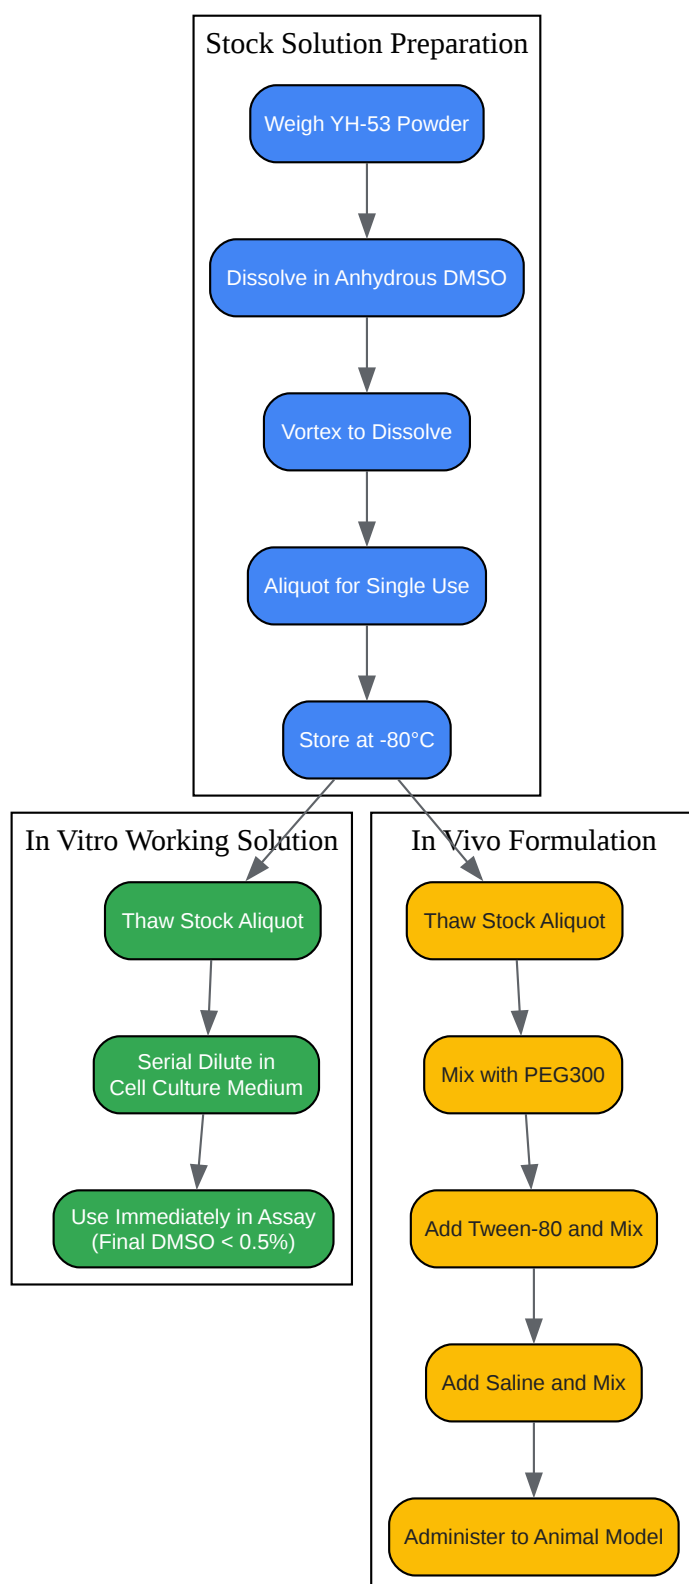 Stock Solution Preparation
Weigh YH-53 Powder
Dissolve in Anhydrous DMSO
Vortex to Dissolve
Aliquot for Single Use
Store at -80°C
In Vitro Working Solution
Thaw Stock Aliquot
Serial Dilute in
Cell Culture Medium
Use Immediately in Assay
(Final DMSO < 0.5%)
In Vivo Formulation
Thaw Stock Aliquot
Mix with PEG300
Add Tween-80 and Mix
Add Saline and Mix
Administer to Animal Model